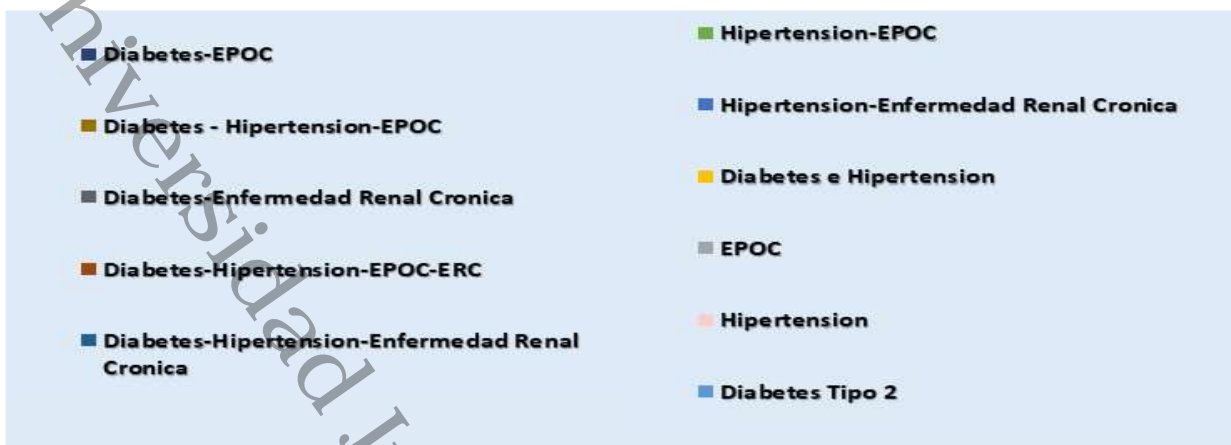 Diabetes-EPOC
Diabetes - Hipertension-EPOC
Diabetes-Enfermedad Renal Cronica
Diabetes-Hipertension-EPOC-ERC
Diabetes-Hipertension-Enfermedad Renal
Cronica
Hipertension-EPOC
Hipertension-Enfermedad Renal Cronica
Diabetes e Hipertension
EPOC
Hipertension
Diabetes Tipo 2
niversidad J